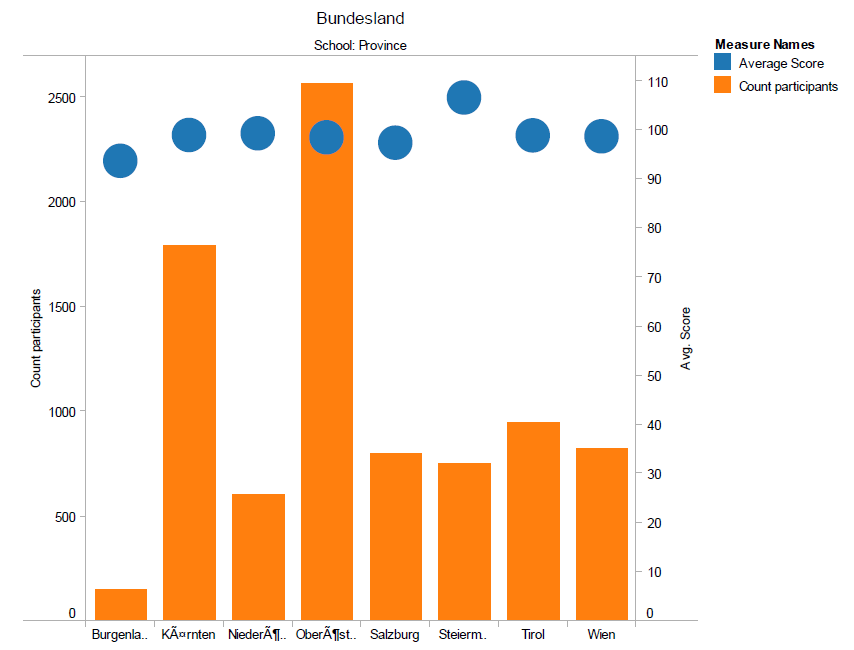 Bundesland
School: Province
Measure Names
Average Score
Count participants
2500
2000
1500
1000
500
0
Count participants
110
100
90
80
70
60
50
40
30
20
10
0
Avg. Score
Burgenla.. KÃ¤rnten NiederÃ¶.. OberÃ¶st.. Salzburg Steierm.. Tirol Wien